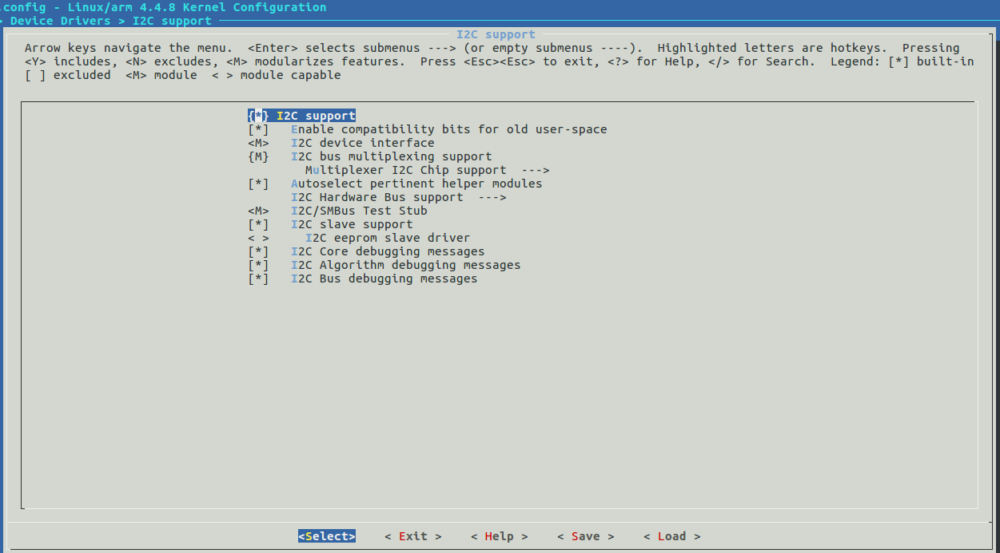 .config - Linux/arm 4.4.8 Kernel Configuration
> Device Drivers > I2C support
I2C support
Arrow keys navigate the menu.  <Enter> selects submenus ---> (or empty submenus ----).  Highlighted letters are hotkeys.  Pressing
<Y> includes, <N> excludes, <M> modularizes features.  Press <Esc><Esc> to exit, <?> for Help, </> for Search.  Legend: [*] built-in
[ ] excluded  <M> module  < > module capable
{*} I2C support
[*]   Enable compatibility bits for old user-space
<M>   I2C device interface
{M}   I2C bus multiplexing support
Multiplexer I2C Chip support  --->
[*]   Autoselect pertinent helper modules
I2C Hardware Bus support  --->
<M>   I2C/SMBus Test Stub
[*]   I2C slave support
< >     I2C eeprom slave driver
[*]   I2C Core debugging messages
[*]   I2C Algorithm debugging messages
[*]   I2C Bus debugging messages
<Select>    < Exit >    < Help >    < Save >    < Load >